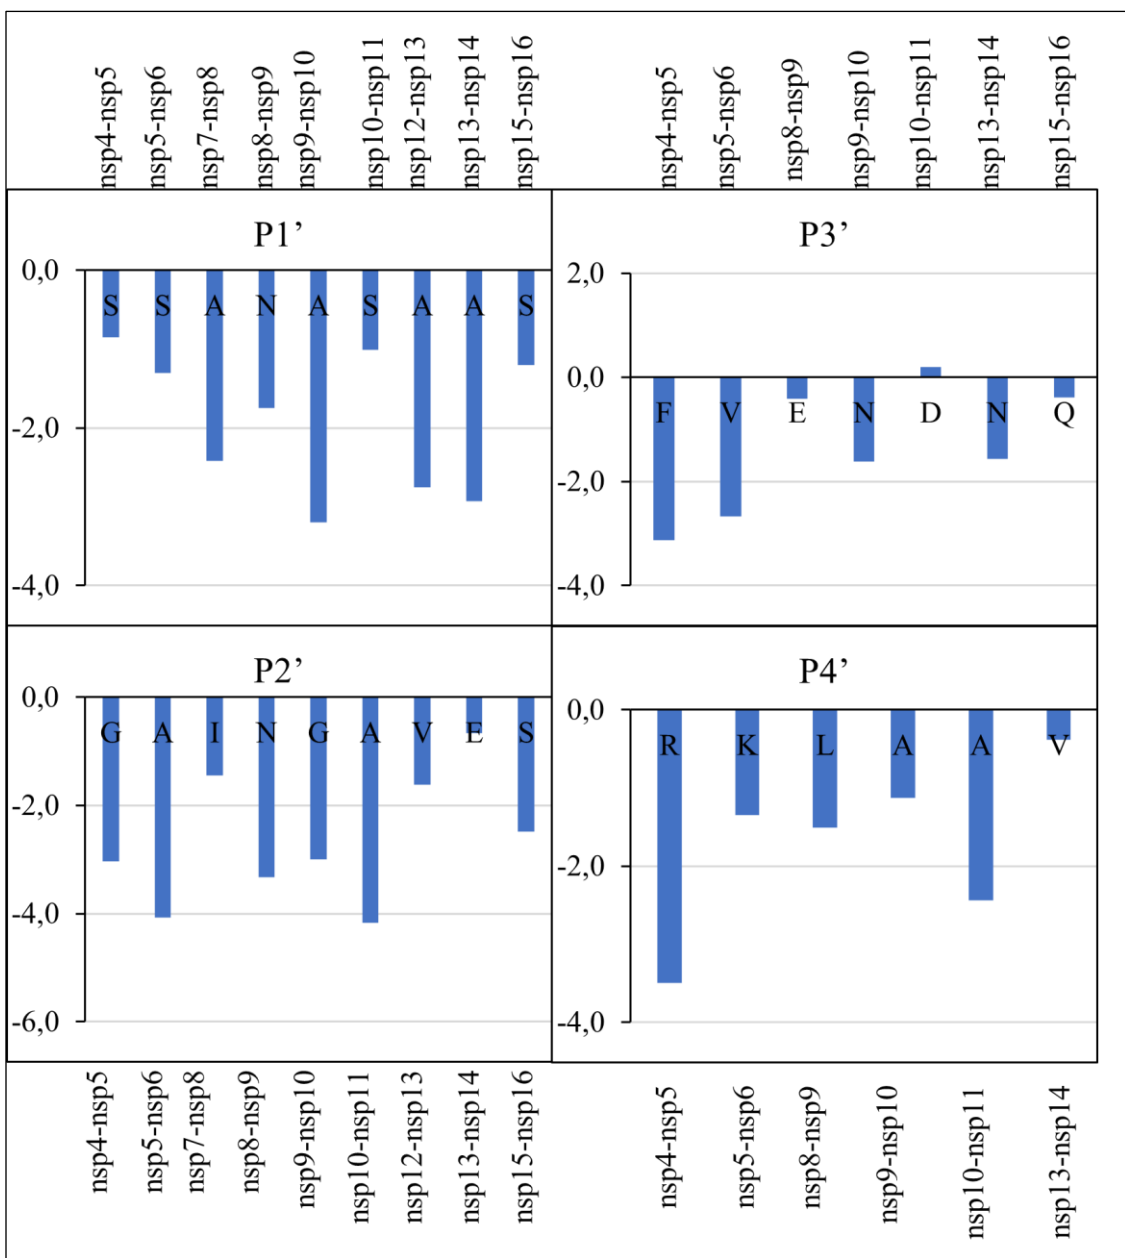 nsp4-nsp5
nsp5-nsp6
nsp7-nsp8
nsp8-nsp9
nsp9-nsp10
nsp10-nsp11
nsp12-nsp13
nsp13-nsp14
nsp15-nsp16
nsp4-nsp5
nsp5-nsp6
nsp8-nsp9
nsp9-nsp10
nsp10-nsp11
nsp13-nsp14
nsp15-nsp16
P1’
0,0
S S A N A S A A S
-2,0
-4,0
P3’
2,0
0,0
F V E N D N Q
-2,0
-4,0
P2’
0,0
G A I N G A V E S
-2,0
-4,0
-6,0
P4’
0,0
R K L A A V
-2,0
-4,0
nsp4-nsp5
nsp5-nsp6
nsp7-nsp8
nsp8-nsp9
nsp9-nsp10
nsp10-nsp11
nsp12-nsp13
nsp13-nsp14
nsp15-nsp16
nsp4-nsp5
nsp5-nsp6
nsp8-nsp9
nsp9-nsp10
nsp10-nsp11
nsp13-nsp14